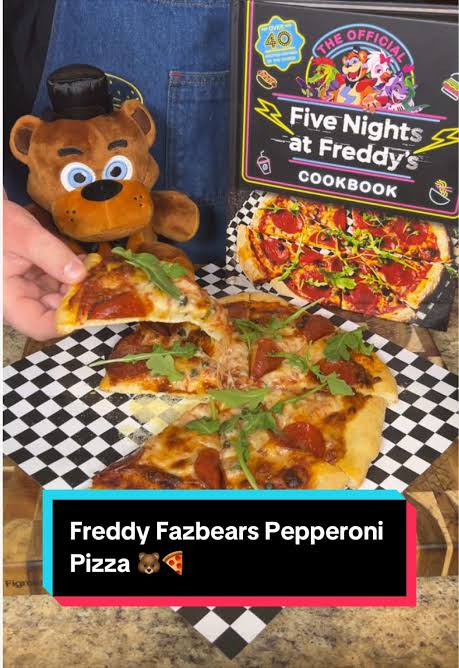 OVER
40
THE OFFICIAL
Five Nights
at Freddy's
COOKBOOK
Freddy Fazbears Pepperoni
Pizza 🐻🍕